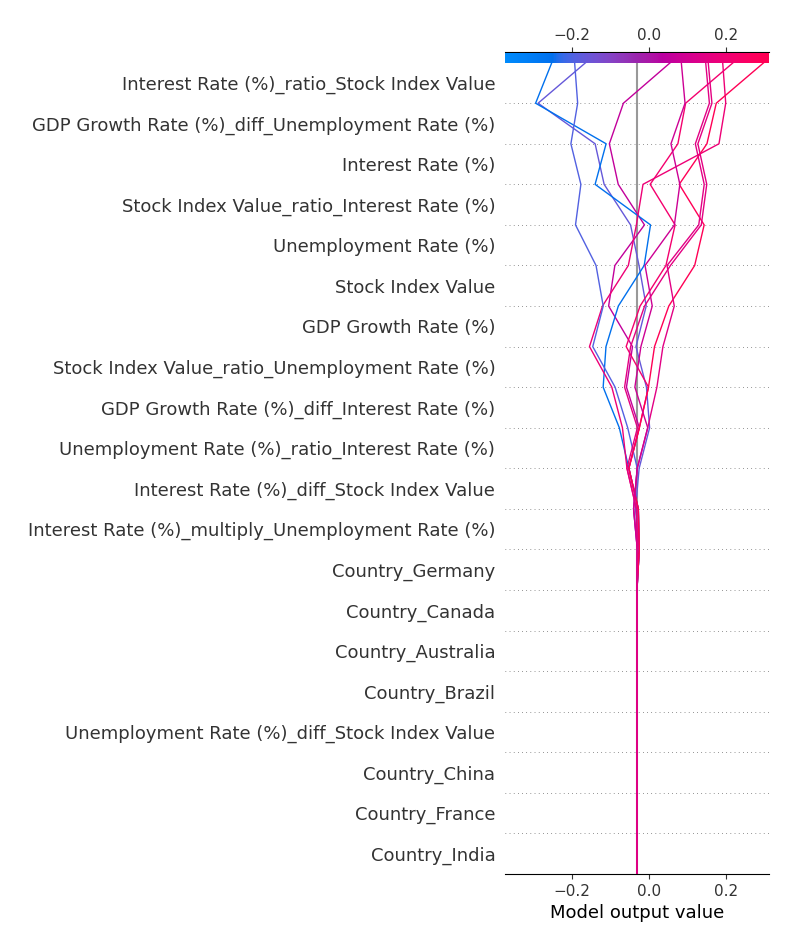 −0.2 0.0 0.2
Interest Rate (%)_ratio_Stock Index Value
GDP Growth Rate (%)_diff_Unemployment Rate (%)
Interest Rate (%)
Stock Index Value_ratio_Interest Rate (%)
Unemployment Rate (%)
Stock Index Value
GDP Growth Rate (%)
Stock Index Value_ratio_Unemployment Rate (%)
GDP Growth Rate (%)_diff_Interest Rate (%)
Unemployment Rate (%)_ratio_Interest Rate (%)
Interest Rate (%)_diff_Stock Index Value
Interest Rate (%)_multiply_Unemployment Rate (%)
Country_Germany
Country_Canada
Country_Australia
Country_Brazil
Unemployment Rate (%)_diff_Stock Index Value
Country_China
Country_France
Country_India
−0.2 0.0 0.2
Model output value